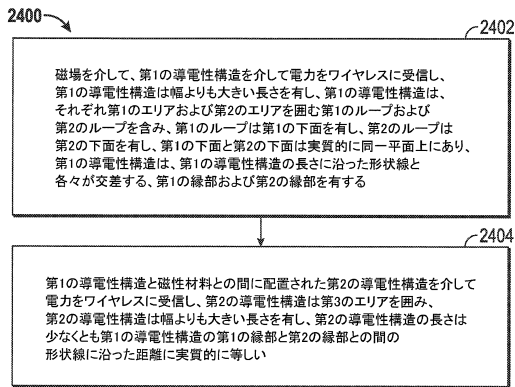 2400
2402
磁場を介して、第1の導電性構造を介して電力をワイヤレスに受信し、
第1の導電性構造は幅よりも大きい長さを有し、第1の導電性構造は、
それぞれ第1のエリアおよび第2のエリアを囲む第1のループおよび
第2のループを含み、第1のループは第1の下面を有し、第2のループは
第2の下面を有し、第1の下面と第2の下面は実質的に同一平面上にあり、
第1の導電性構造は、第1の導電性構造の長さに沿った形状線と
各々が交差する、第1の縁部および第2の縁部を有する
2404
第1の導電性構造と磁性材料との間に配置された第2の導電性構造を介して
電力をワイヤレスに受信し、第2の導電性構造は第3のエリアを囲み、
第2の導電性構造は幅よりも大きい長さを有し、第2の導電性構造の長さは
少なくとも第1の導電性構造の第1の縁部と第2の縁部との間の
形状線に沿った距離に実質的に等しい